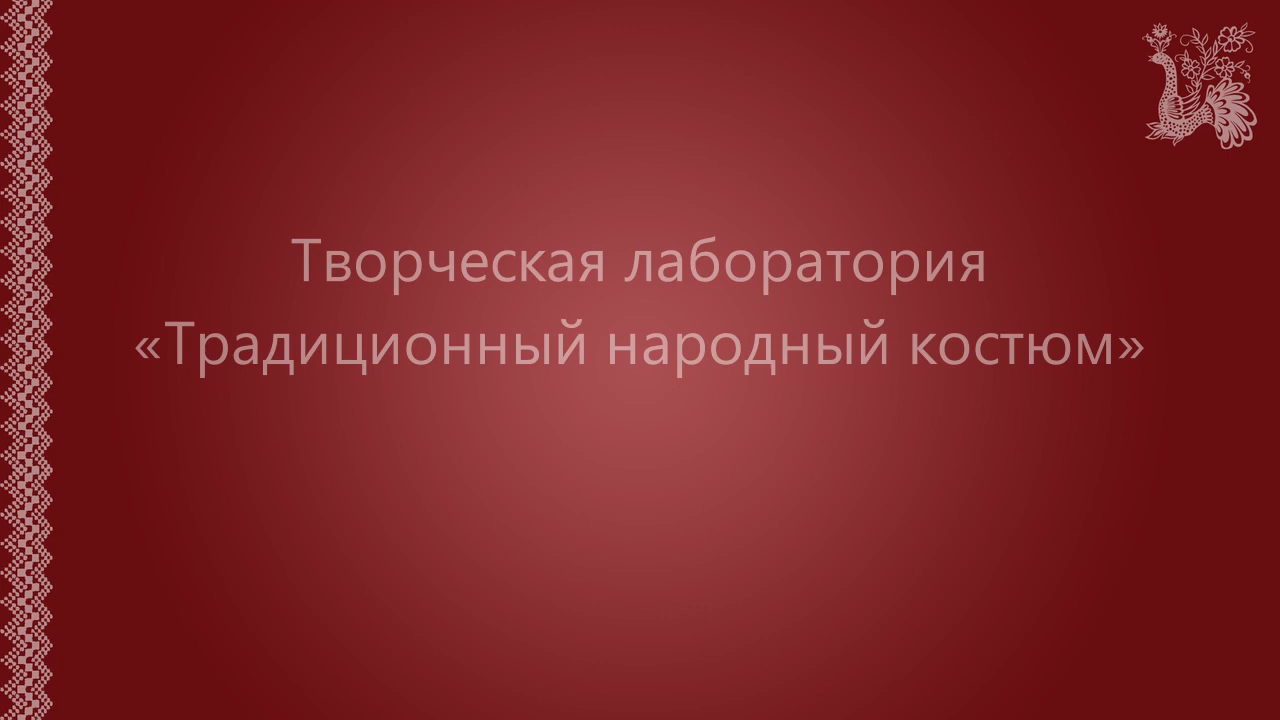 Творческая лаборатория
«Традиционный народный костюм»